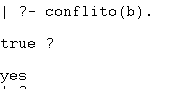 | ?- conflito(b).
true ?
yes